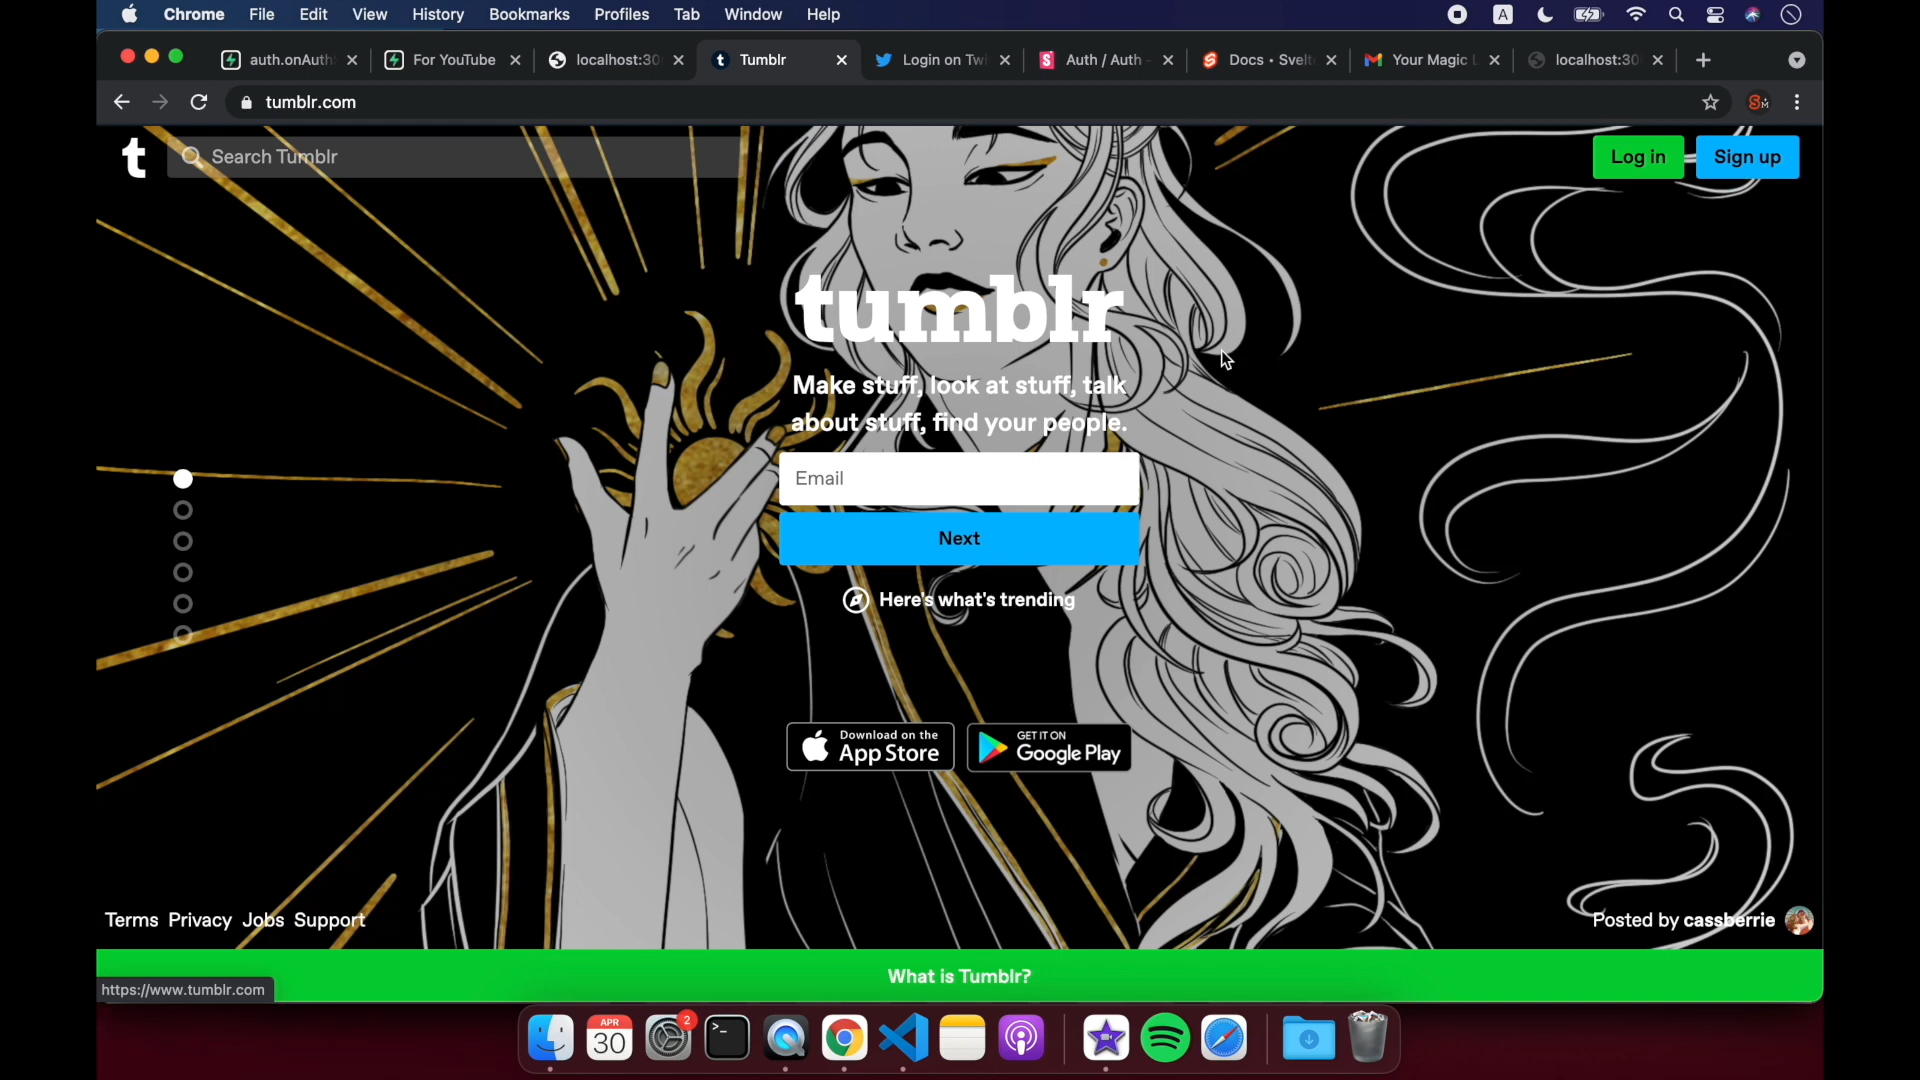 Chrome File Edit View History Bookmarks Profiles Tab Window Help
A
auth.onAuth
For YouTube
localhost:30
Tumblr
Login on Twi
Auth / Auth -
Docs • Svelt
Your Magic L
localhost:30
tumblr.com
t
Search Tumblr
Log in
Sign up
tumblr
Make stuff, look at stuff, talk
about stuff, find your people.
Email
Next
Here's what's trending
Download on the
App Store
GET IT ON
Google Play
Terms Privacy Jobs Support
Posted by cassberrie
What is Tumblr?
https://www.tumblr.com
APR
30
2